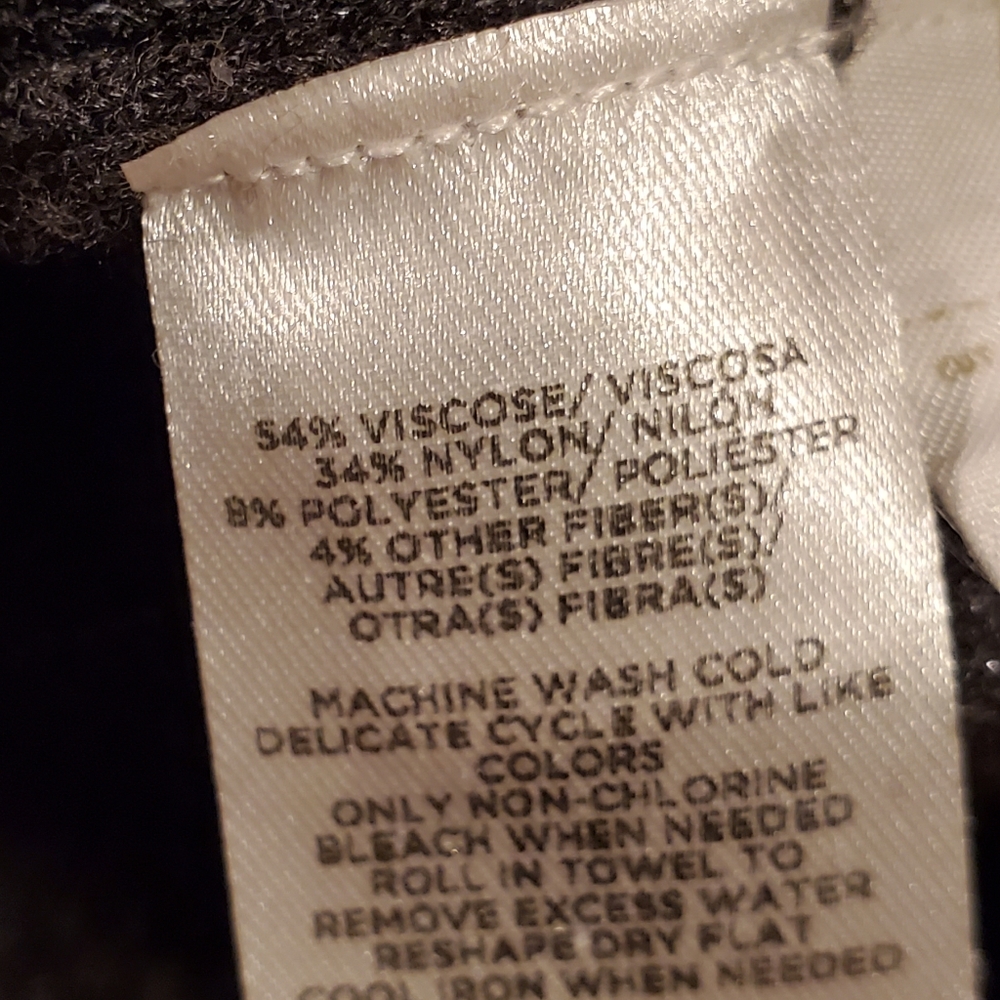 54% VISCOSE/ VISCOSA
34% NYLON/ NILÓN
8% POLYESTER/ POLIESTER
4% OTHER FIBER(S)/
AUTRE(S) FIBRE(S)/
OTRA(S) FIBRA(S)
MACHINE WASH COLD
DELICATE CYCLE WITH LIKE
COLORS
ONLY NON-CHLORINE
BLEACH WHEN NEEDED
ROLL IN TOWEL TO
REMOVE EXCESS WATER
RESHAPE DRY FLAT
COOL IRON WHEN NEEDED